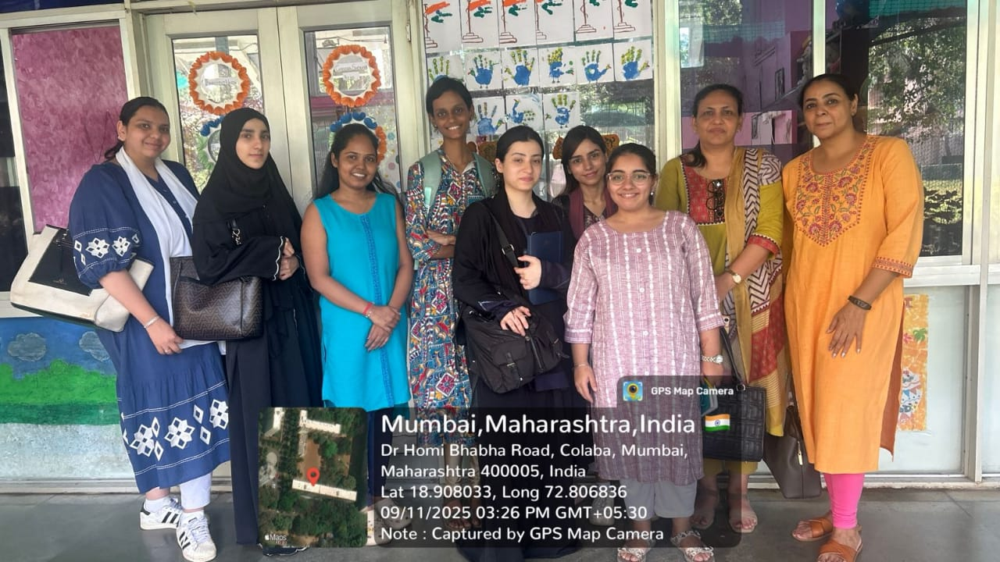 GPS Map Camera
Mumbai,Maharashtra,India
Dr Homi Bhabha Road, Colaba, Mumbai,
Maharashtra 400005, India
Lat 18.908033, Long 72.806836
09/11/2025 03:26 PM GMT+05:30
Note : Captured by GPS Map Camera
Maps